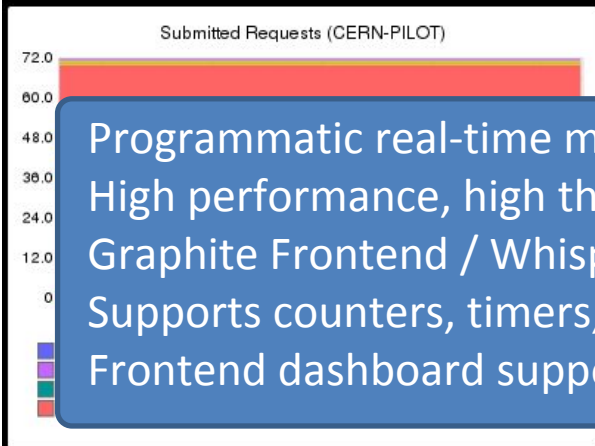 Submitted Requests (CERN-PILOT)
72.0
60.0
48.0
36.0
24.0
12.0
0
Programmatic real-time m
High performance, high th
Graphite Frontend / Whisp
Supports counters, timers,
Frontend dashboard suppo